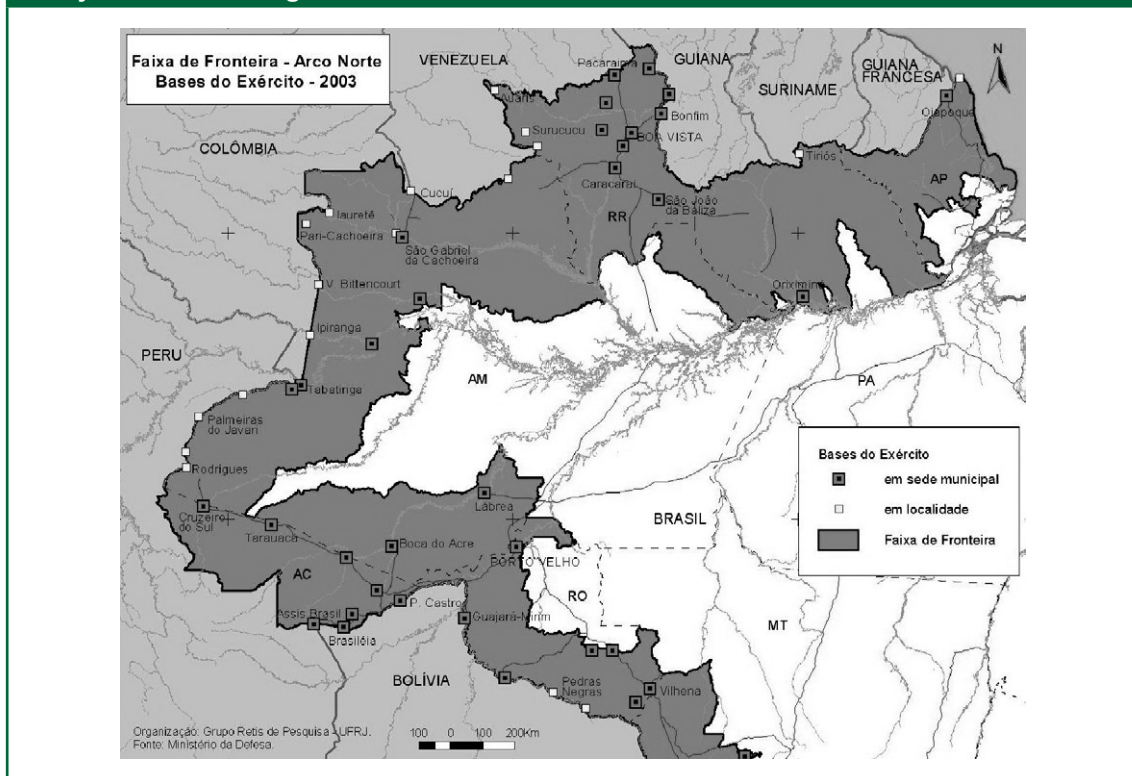 Faixa de Fronteira - Arco Norte
Bases do Exército - 2003
VENEZUELA
GUIANA
SURINAME
GUIANA
FRANCESA
N
COLÔMBIA
Pacaraima
Auaris
Surucucu
Bonfim
BOA VISTA
Caracaraí
São João
da Baliza
RR
Tiriós
Oiapoque
AP
Cucuí
Iauretê
Pari-Cachoeira
São Gabriel
da Cachoeira
V. Bittencourt
Ipiranga
Oriximiná
PERU
Tabatinga
AM
PA
Palmeiras
do Javari
Rodrigues
Cruzeiro
do Sul
Tarauacá
Lábrea
Boca do Acre
PORTO VELHO
BRASIL
AC
Assis Brasil
Brasiléia
P. Castro
Guajará-Mirim
RO
MT
BOLÍVIA
Pedras
Negras
Vilhena
Bases do Exército
em sede municipal
em localidade
Faixa de Fronteira
Organização: Grupo Retis de Pesquisa - UFRJ.
Fonte: Ministério da Defesa.
100 0 100 200Km